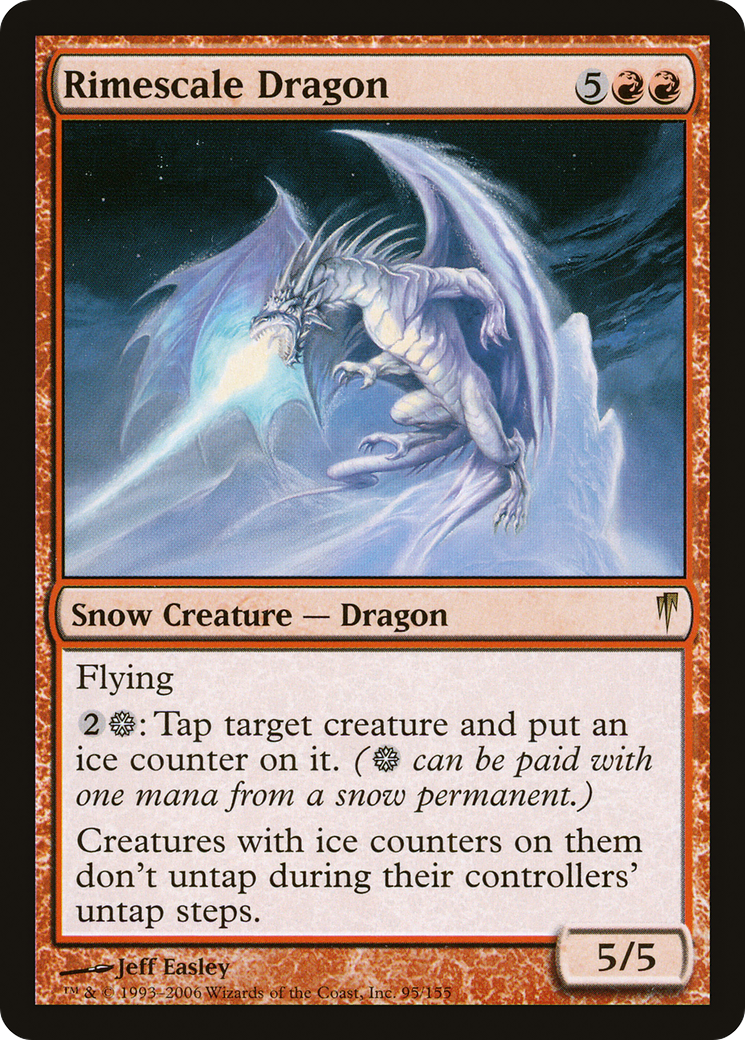 Rimescale Dragon 5
Snow Creature — Dragon
Flying
2: Tap target creature and put an
ice counter on it. ( can be paid with
one mana from a snow permanent.)
Creatures with ice counters on them
don't untap during their controllers'
untap steps.
5/5
Jeff Easley
™ & © 1993–2006 Wizards of the Coast, Inc. 95/155